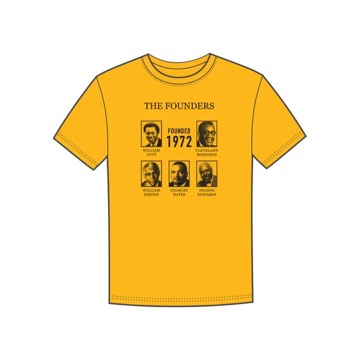 THE FOUNDERS
FOUNDED
1972
WILLIAM
LUCY
CLEVELAND
ROBINSON
WILLIAM
SIMONS
CHARLES
HAYES
NELSON
EDWARDS